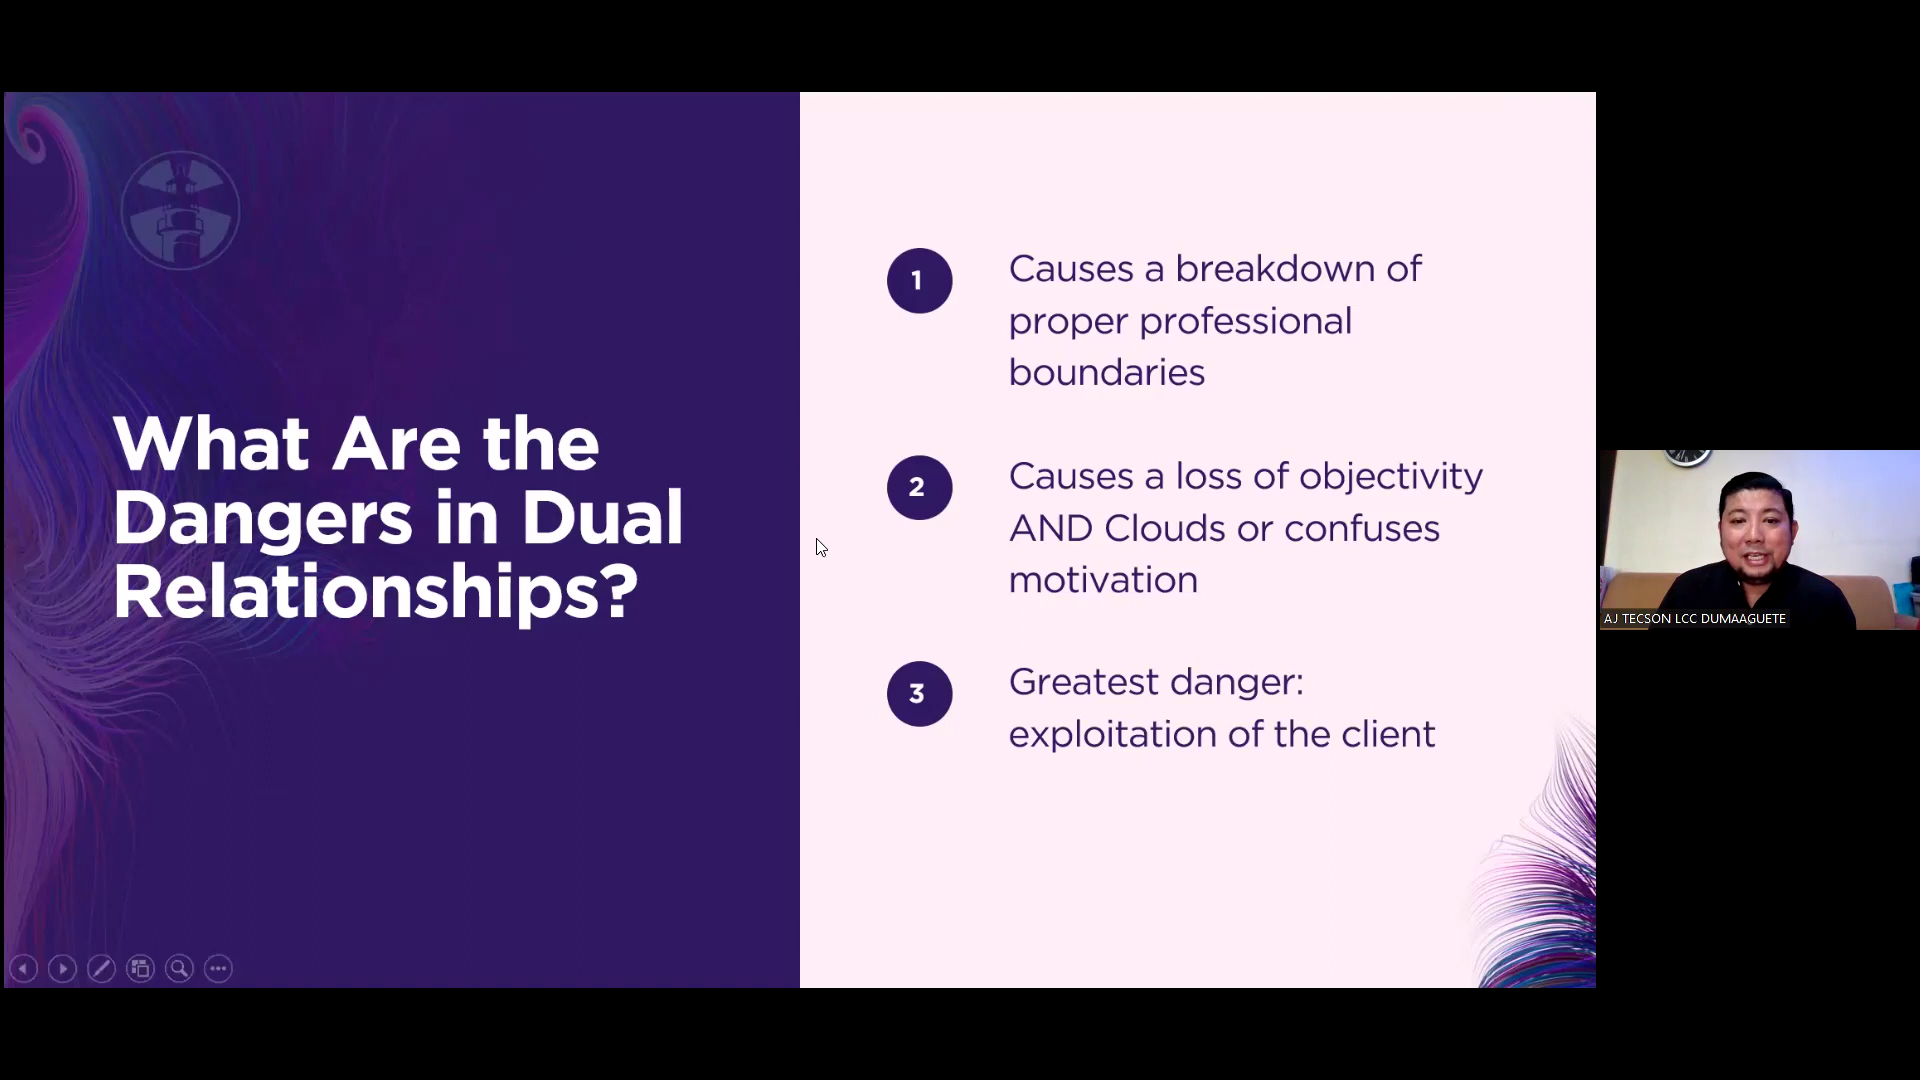 What Are the
Dangers in Dual
Relationships?
1
Causes a breakdown of
proper professional
boundaries
2
Causes a loss of objectivity
AND Clouds or confuses
motivation
3
Greatest danger:
exploitation of the client
AJ TECSON LCC DUMAAGUETE